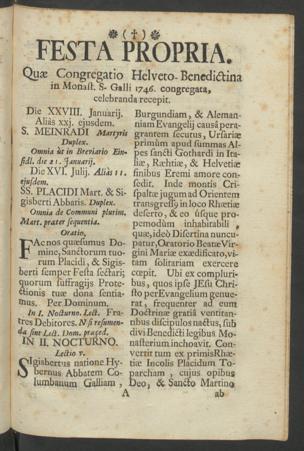 (†)
FESTA PROPRIA.
Quæ Congregatio Helveto-Benedictina
in Monast. S. Galli 1746. congregata,
celebranda recepit.
Die XXVIII. Januarij.
Aliàs xxj. ejusdem.
S. MEINRADI Martyris
Duplex.
Omnia ut in Breviario Ein-
sidl. die 21. Januarij.
Die XVI. Julij. Aliàs 11.
ejusdem.
SS. PLACIDI Mart. & Si-
gisberti Abbatis. Duplex.
Omnia de Communi plurim.
Mart. præter sequentia.
Oratio,
FAc nos quæsumus Do-
mine, Sanctorum tuo-
rum Placidi, & Sigis-
berti semper Festa sectari;
quorum suffragijs Prote-
ctionis tuæ dona sentia-
mus. Per Dominum.
In I. Nocturno. Lect. Fra-
tres Debitores. Nisi resumen-
da sint Lect. Dom. præced.
IN II. NOCTURNO.
Lectio v.
SIgisbertus natione Hy-
bernus Abbatem Co-
lumbanum Galliam,
A
Burgundiam, & Aleman-
niam Evangelij causâ pere-
grantem secutus, Ursariæ
primùm apud summas Al-
pes sancti Gothardi in Ita-
liæ, Ræhtiæ, & Helvetiæ
finibus Eremi amore con-
sedit. Inde montis Cri-
spaltæ jugum ad Orientem
transgressus in loco Rhætiæ
deserto, & eo úsque pro-
pemodùm inhabitabili,
quæ, ideò Disertina nuncu-
patur, Oratorio Beatæ Vir-
gini Mariæ exædificato, vi-
tam solitariam exercere
cœpit. Ubi ex compluri-
bus, quos ipse Jesu Chri-
sto per Evangelium genue-
rat, frequenter ad eum
Doctrinæ gratiâ ventitan-
tibus discipulos nactus, sub
divi Benedicti legibus Mo-
nasterium inchoavit. Con-
vertit tum ex primis Rhæ-
tiæ Incolis Placidum To-
parcham, cujus opibus
Deo, & Sancto Martino
ab